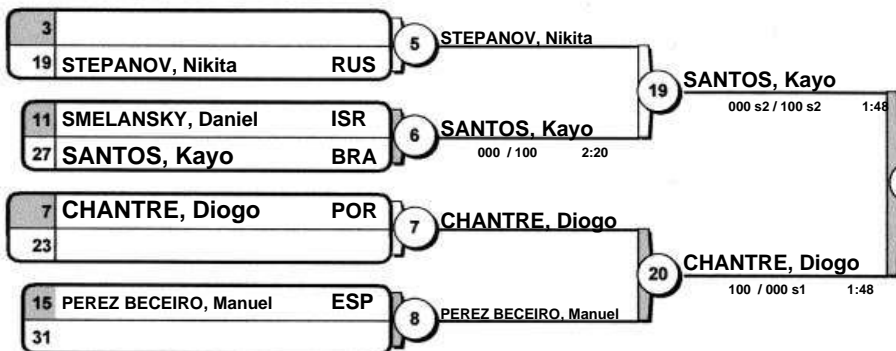 3
19 STEPANOV, Nikita RUS
5
STEPANOV, Nikita
11 SMELANSKY, Daniel ISR
27 SANTOS, Kayo BRA
6
SANTOS, Kayo
000 / 100 2:20
19
SANTOS, Kayo
000 s2 / 100 s2 1:48
7 CHANTRE, Diogo POR
23
7
CHANTRE, Diogo
15 PEREZ BECEIRO, Manuel ESP
31
8
PEREZ BECEIRO, Manuel
20
CHANTRE, Diogo
100 / 000 s1 1:48